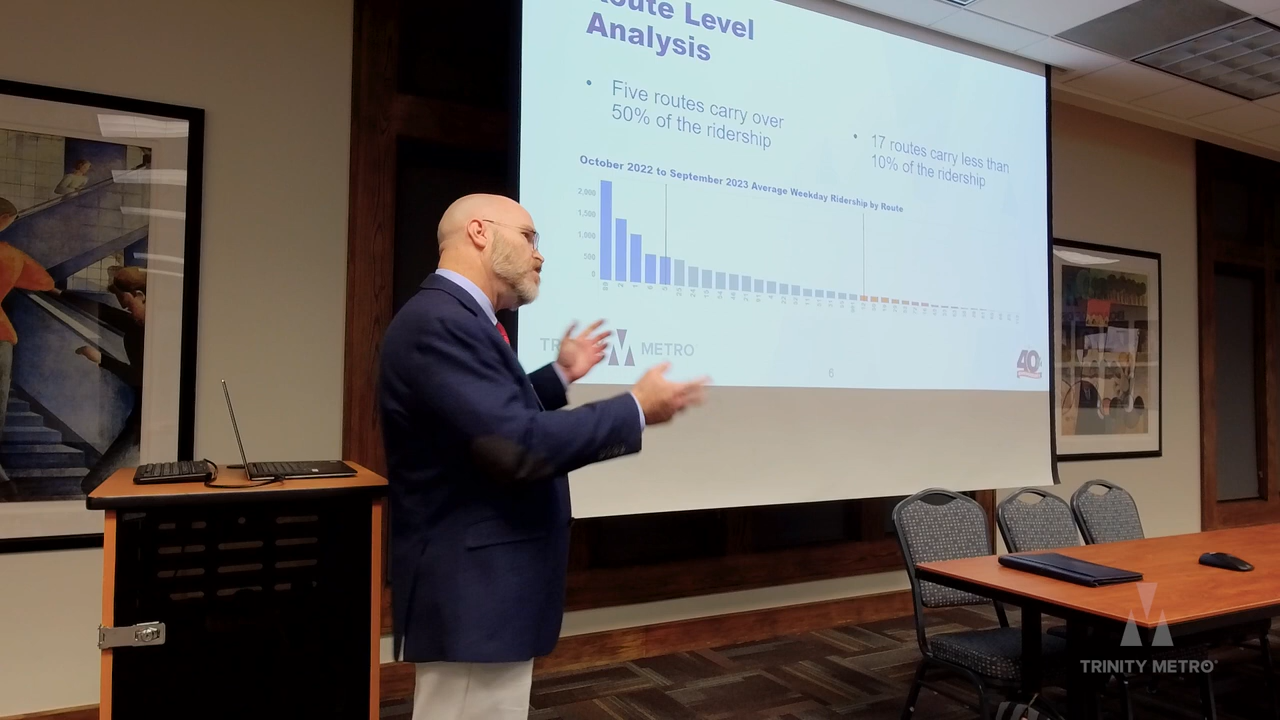 Route Level
Analysis
• Five routes carry over
50% of the ridership
• 17 routes carry less than
10% of the ridership
October 2022 to September 2023 Average Weekday Ridership by Route
2,000
1,500
1,000
500
0
METRO
6
40
TRINITY METRO